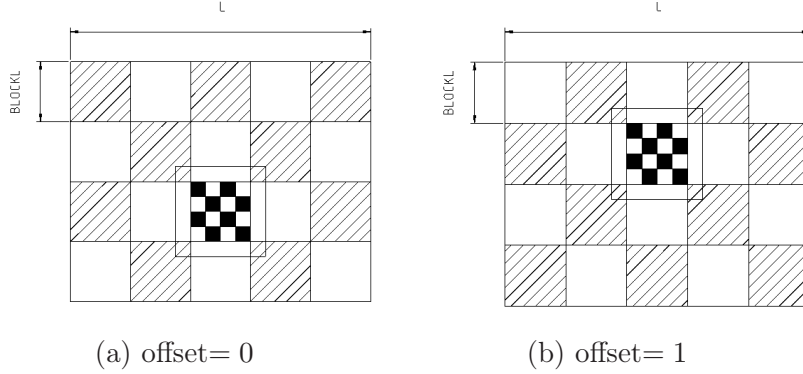 L
BLOCKL
L
BLOCKL
(a) offset= 0
(b) offset= 1